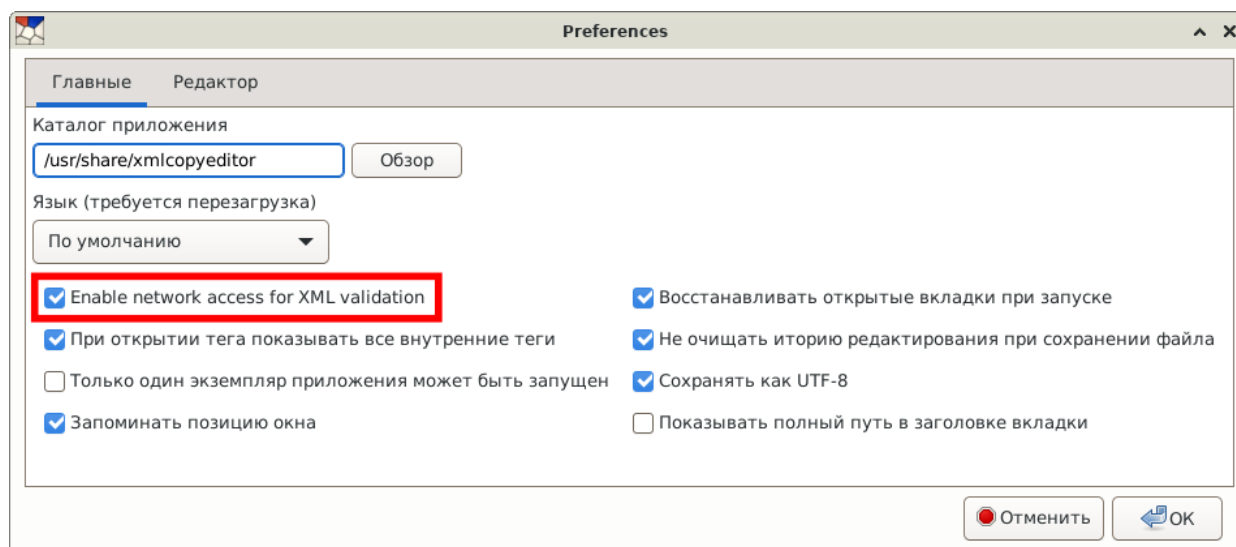 Preferences
Главные Редактор
Каталог приложения
/usr/share/xmlcopyeditor Обзор
Язык (требуется перезагрузка)
По умолчанию
Enable network access for XML validation Восстанавливать открытые вкладки при запуске
При открытии тега показывать все внутренние теги Не очищать иторию редактирования при сохранении файла
Только один экземпляр приложения может быть запущен Сохранять как UTF-8
Запоминать позицию окна Показывать полный путь в заголовке вкладки
Отменить OK